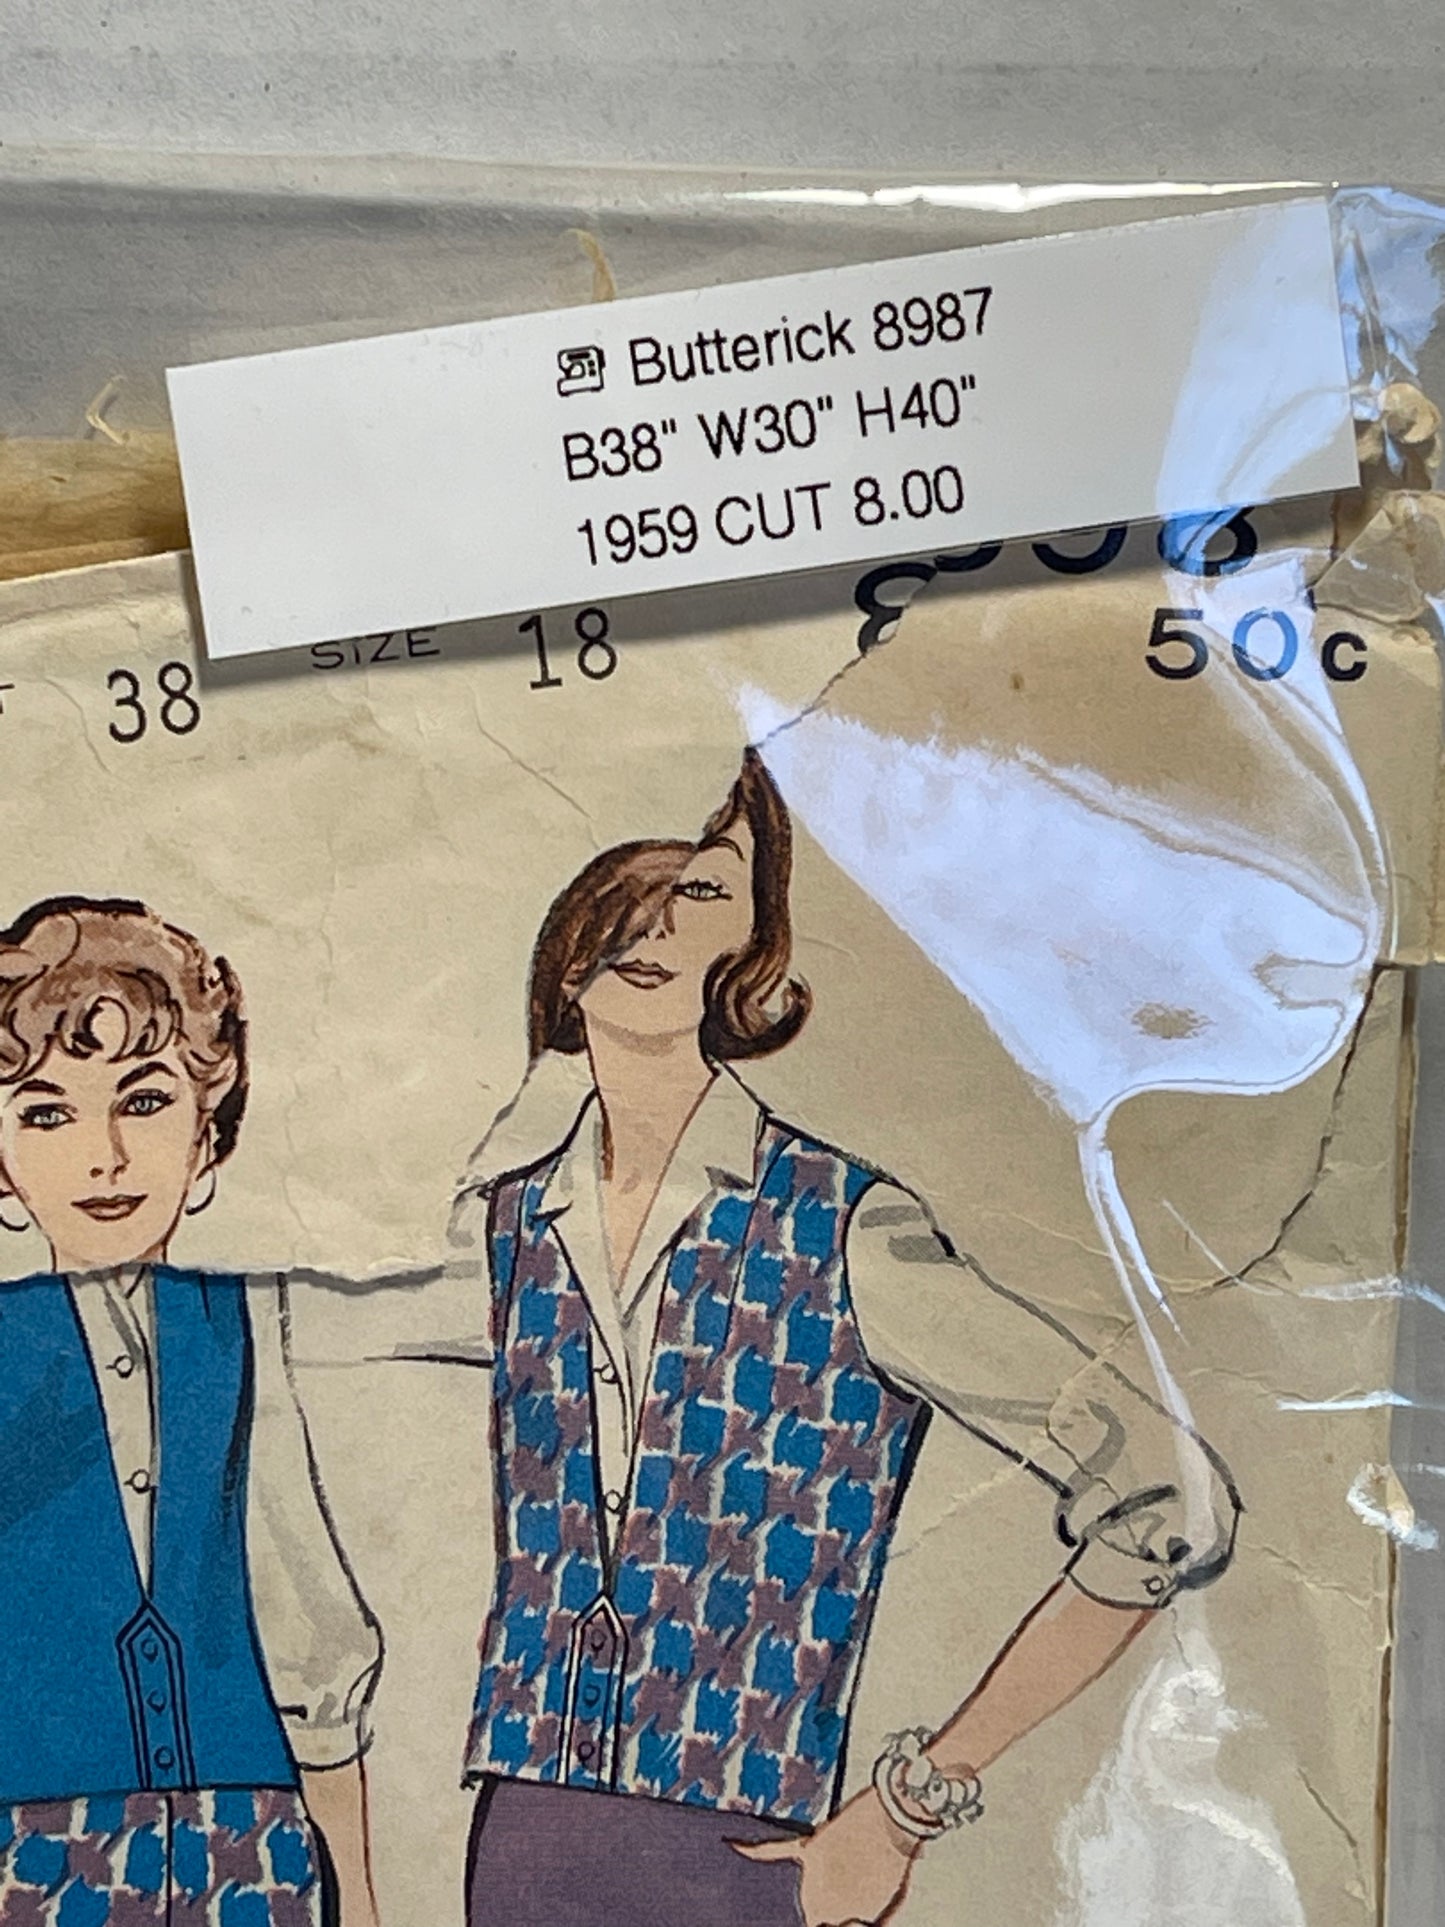 Butterick 8987
B38" W30" H40"
1959 CUT 8.00
38 SIZE 18
50c